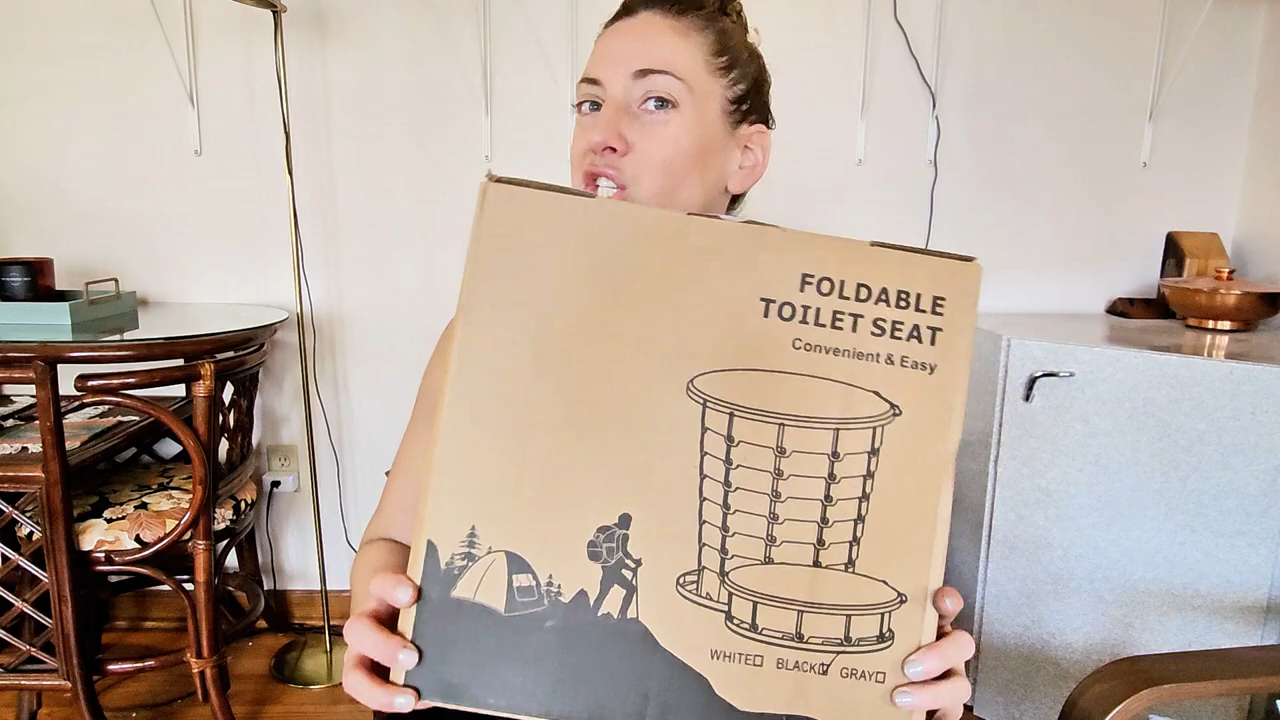 FOLDABLE
TOILET SEAT
Convenient & Easy
WHITE☐ BLACK☑ GRAY☐